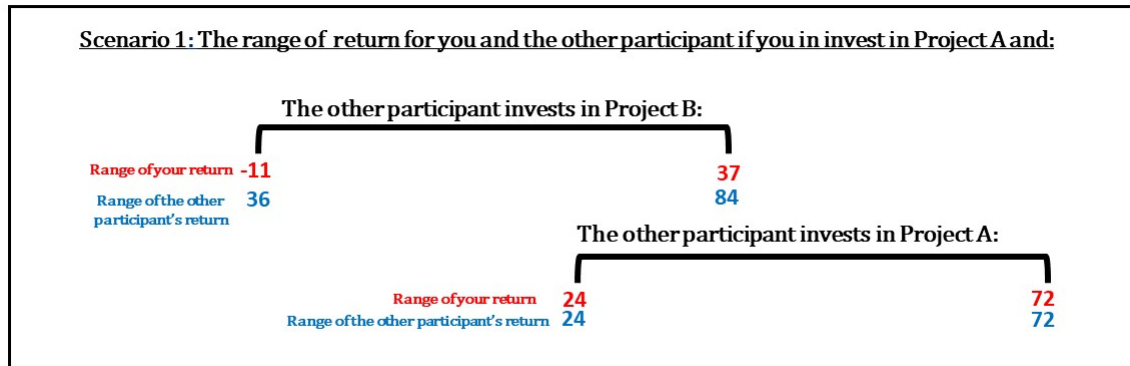 Scenario 1: The range of return for you and the other participant if you in invest in Project A and:
The other participant invests in Project B:
Range of your return -11 37
Range of the other 36 84
participant's return
The other participant invests in Project A:
Range of your return 24 72
Range of the other participant's return 24 72